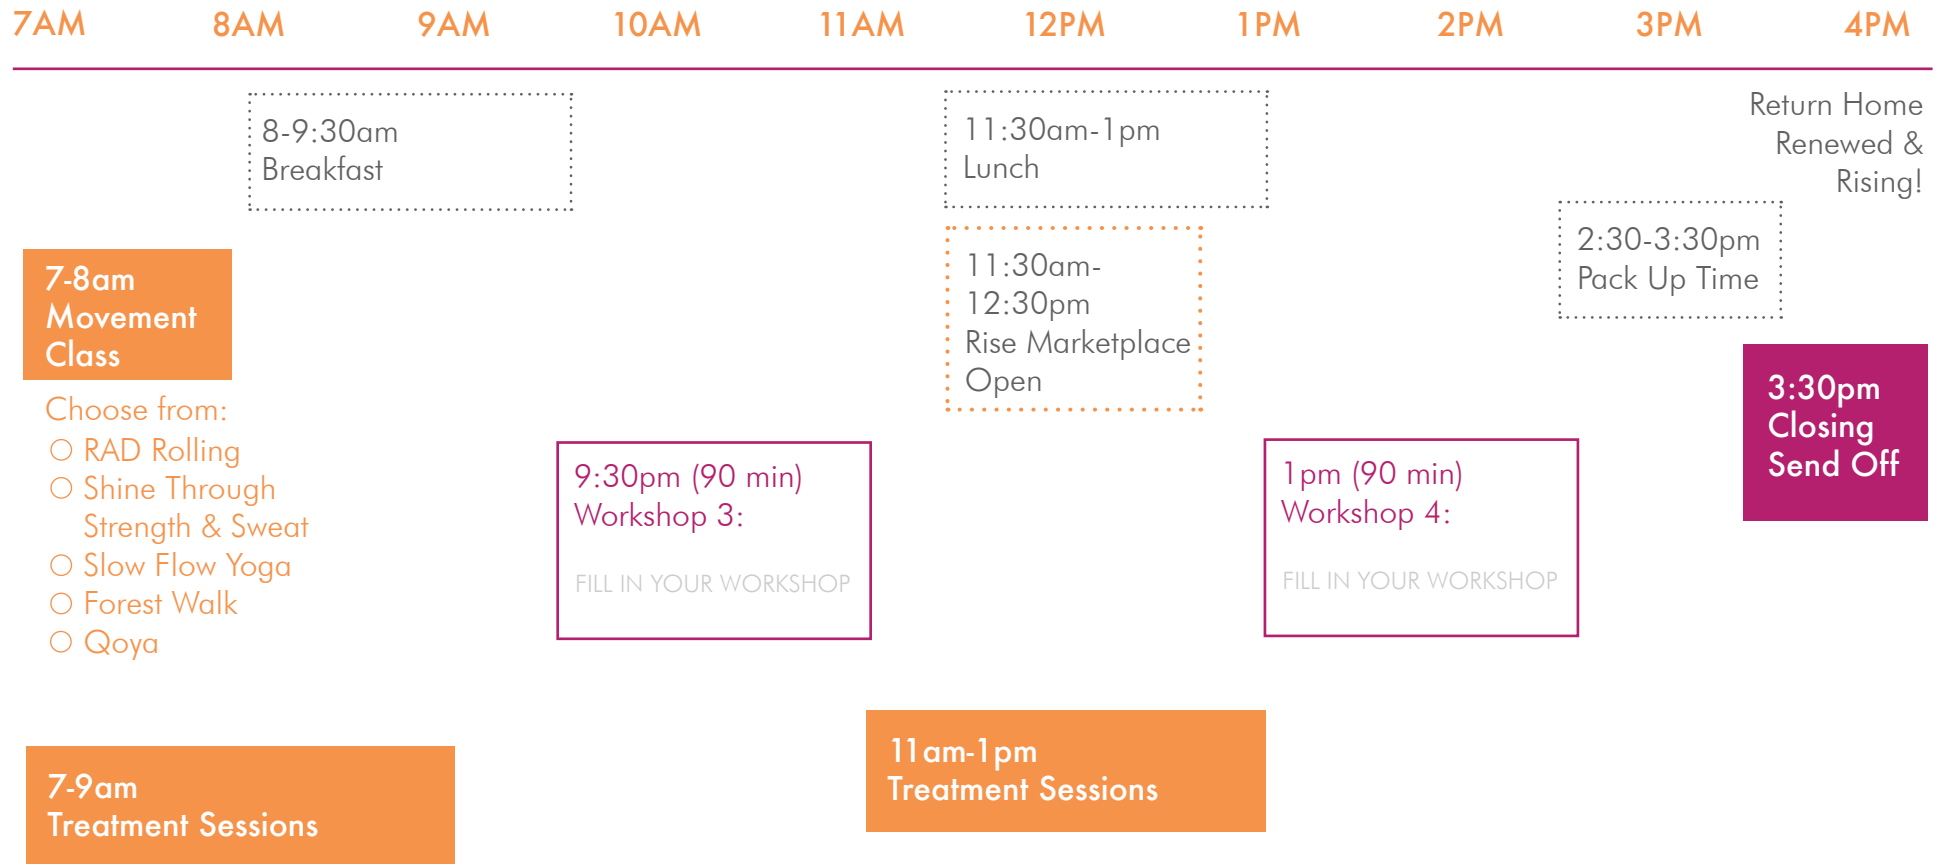 7AM 8AM 9AM 10AM 11AM 12PM 1PM 2PM 3PM 4PM
8-9:30am
Breakfast
11:30am-1pm
Lunch
Return Home
Renewed &
Rising!
11:30am-
12:30pm
Rise Marketplace
Open
2:30-3:30pm
Pack Up Time
7-8am
Movement
Class
Choose from:
RAD Rolling
Shine Through
Strength & Sweat
Slow Flow Yoga
Forest Walk
Qoya
9:30pm (90 min)
Workshop 3:
FILL IN YOUR WORKSHOP
1pm (90 min)
Workshop 4:
FILL IN YOUR WORKSHOP
3:30pm
Closing
Send Off
7-9am
Treatment Sessions
11am-1pm
Treatment Sessions